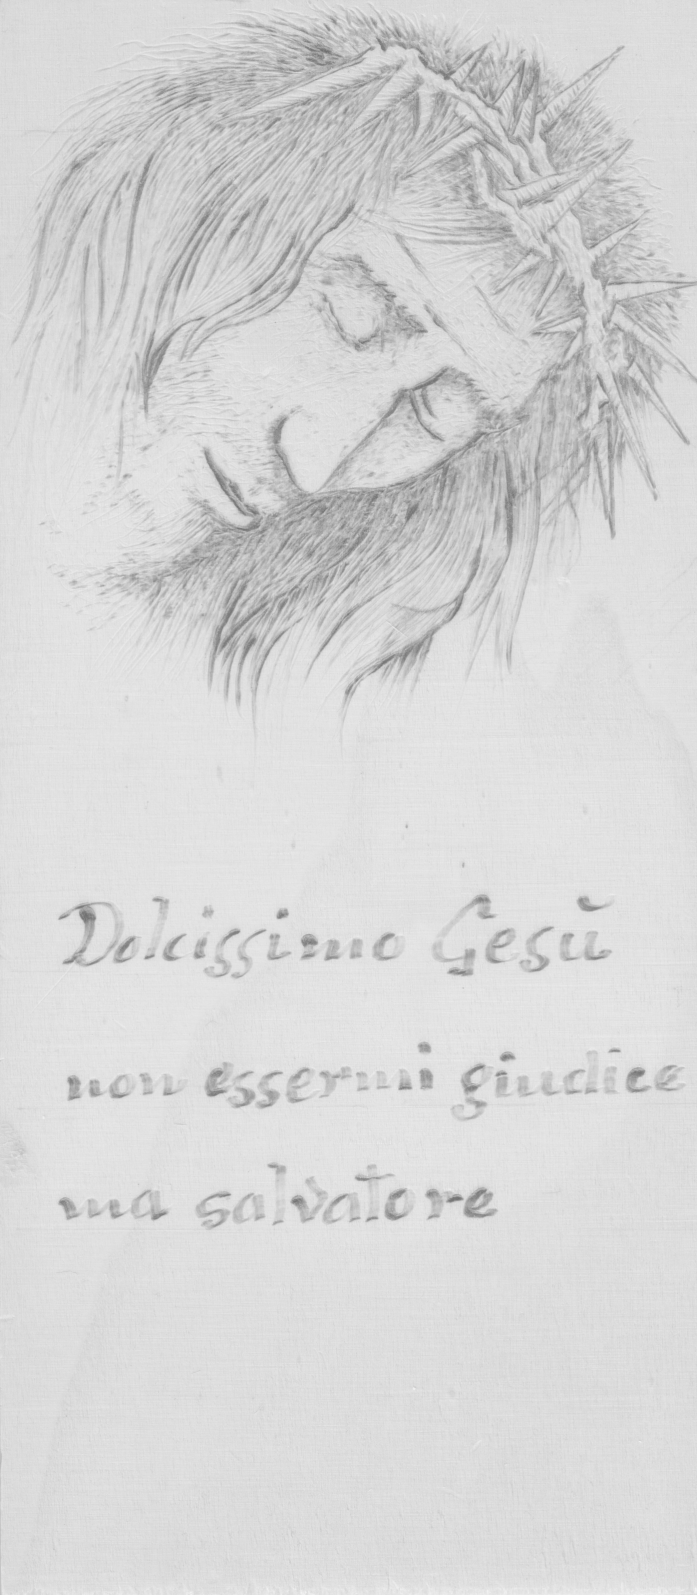 Dolcissimo Gesù
non essermi giudice
ma salvatore